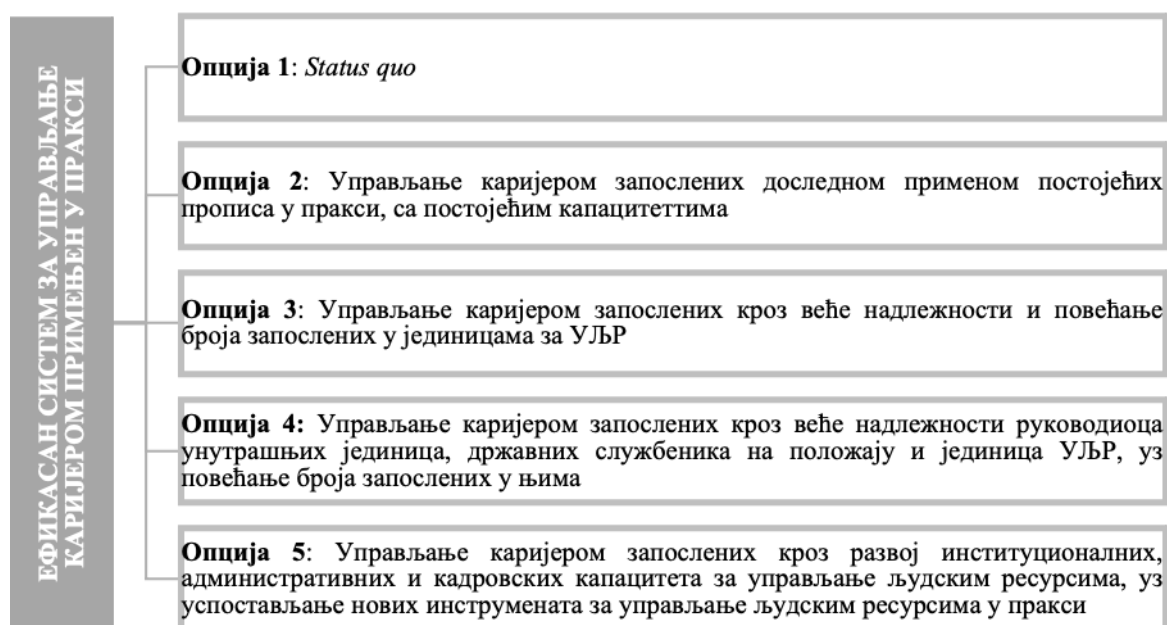 ЕФИКАСАН СИСТЕМ ЗА УПРАВЉАЊЕ
КАРИЈЕРОМ ПРИМЕЊЕН У ПРАКСИ
Опција 1: Status quo
Опција 2: Управљање каријером запослених доследном применом постојећих
прописа у пракси, са постојећим капацитеттима
Опција 3: Управљање каријером запослених кроз веће надлежности и повећање
броја запослених у јединицама за УЉР
Опција 4: Управљање каријером запослених кроз веће надлежности руководиоца
унутрашњих јединица, државних службеника на положају и јединица УЉР, уз
повећање броја запослених у њима
Опција 5: Управљање каријером запослених кроз развој институционалних,
административних и кадровских капацитета за управљање људским ресурсима, уз
успостављање нових инструмената за управљање људским ресурсима у пракси